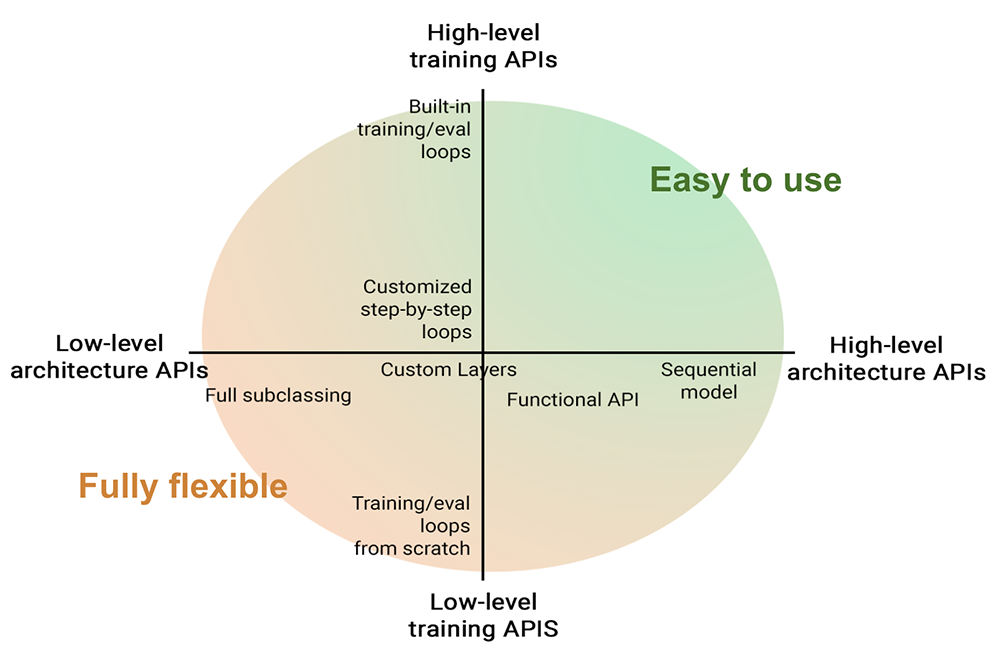 High-level
training APIs
Built-in
training/eval
loops
Easy to use
Customized
step-by-step
loops
Low-level
architecture APIs
High-level
architecture APIs
Custom Layers
Sequential
model
Full subclassing
Functional API
Fully flexible
Training/eval
loops
from scratch
Low-level
training APIS